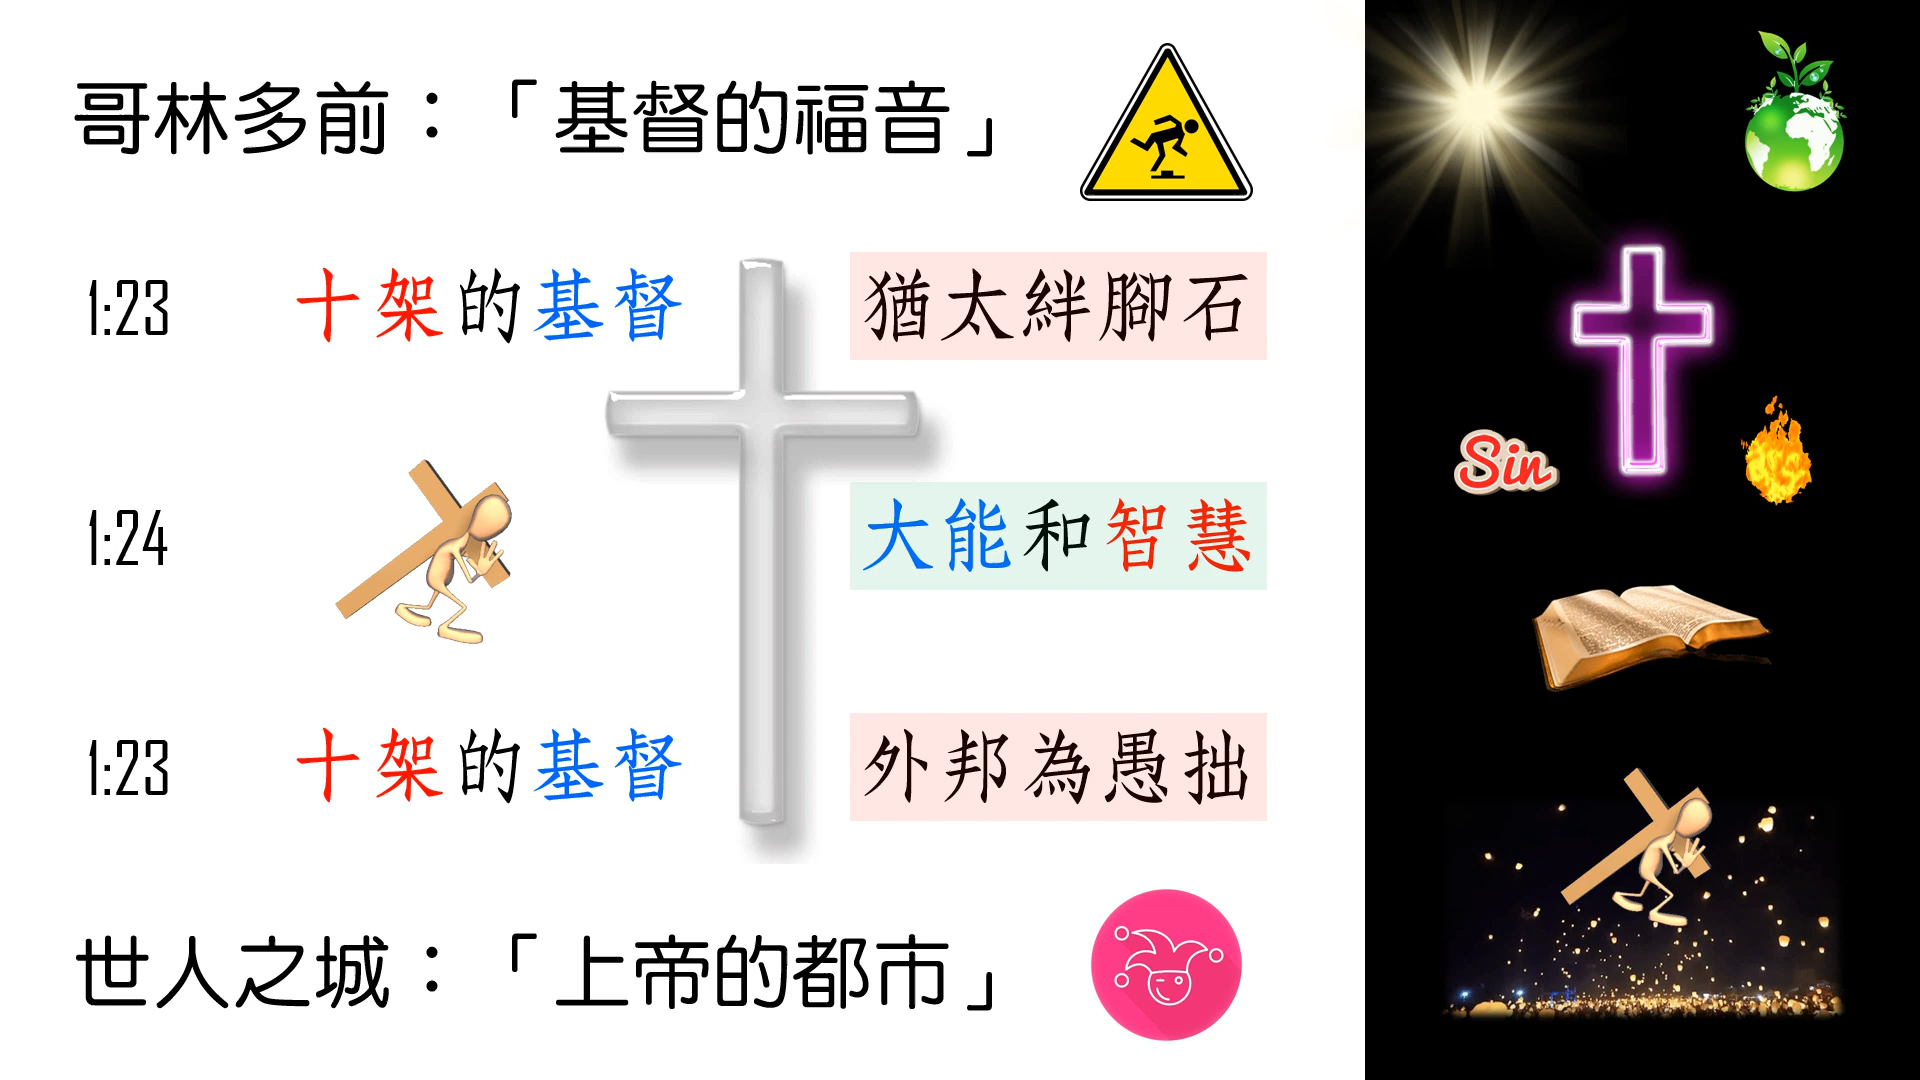 哥林多前：「基督的福音」
1:23 十架的基督 猶太絆腳石
1:24 大能和智慧
1:23 十架的基督 外邦為愚拙
世人之城：「上帝的都市」
Sin